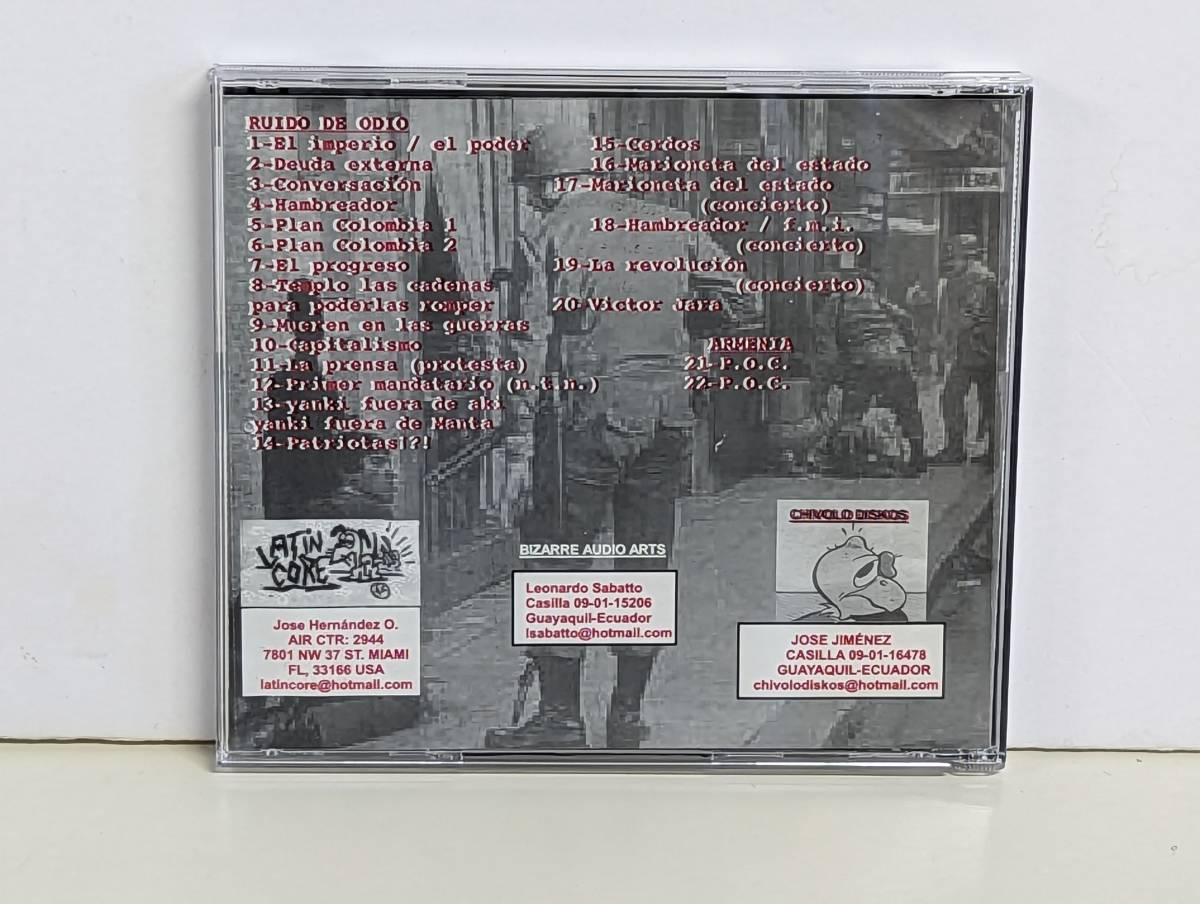 RUIDO DE ODIO
1-El imperio / el poder
2-Deuda externa
3-Conversación
4-Hambreador
5-Plan Colombia 1
6-Plan Colombia 2
7-El progreso
8-Templo las cadenas
para poderlas romper
9-Mueren en las guerras
10-Capitalismo
11-La prensa (protesta)
12-Primer mandatario (n.t.n.)
13-yanki fuera de aki
yanki fuera de Manta
14-Patriotas!?!
15-Cerdos
16-Marioneta del estado
17-Marioneta del estado
(concierto)
18-Hambreador / f.m.i.
(concierto)
19-La revolución
(concierto)
20-Victor Jara
ARMENIA
21-P.O.C.
22-P.O.C.
LATIN
CORE
Jose Hernández O.
AIR CTR: 2944
7801 NW 37 ST. MIAMI
FL, 33166 USA
latincore@hotmail.com
BIZARRE AUDIO ARTS
Leonardo Sabatto
Casilla 09-01-15206
Guayaquil-Ecuador
lsabatto@hotmail.com
CHIVOLO DISKOS
JOSE JIMÉNEZ
CASILLA 09-01-16478
GUAYAQUIL-ECUADOR
chivolodiskos@hotmail.com